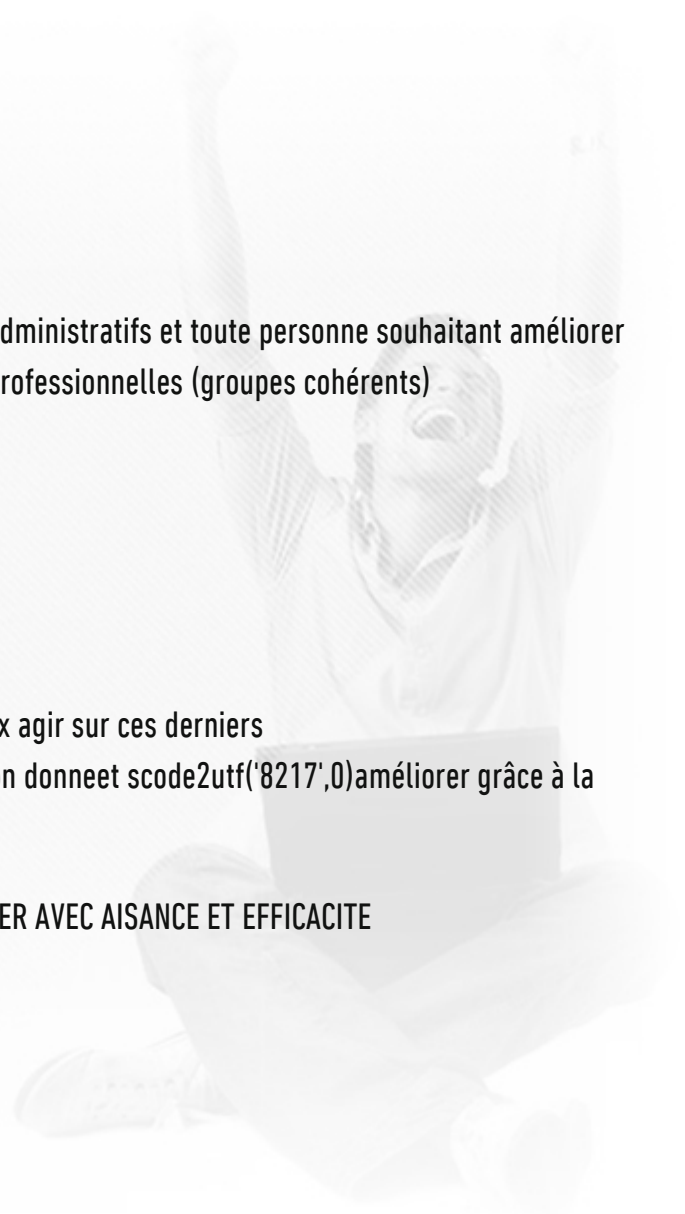 dministratifs et toute personne souhaitant améliorer
rofessionnelles (groupes cohérents)
x agir sur ces derniers
on donneet scode2utf('8217',0)améliorer grâce à la
ER AVEC AISANCE ET EFFICACITE